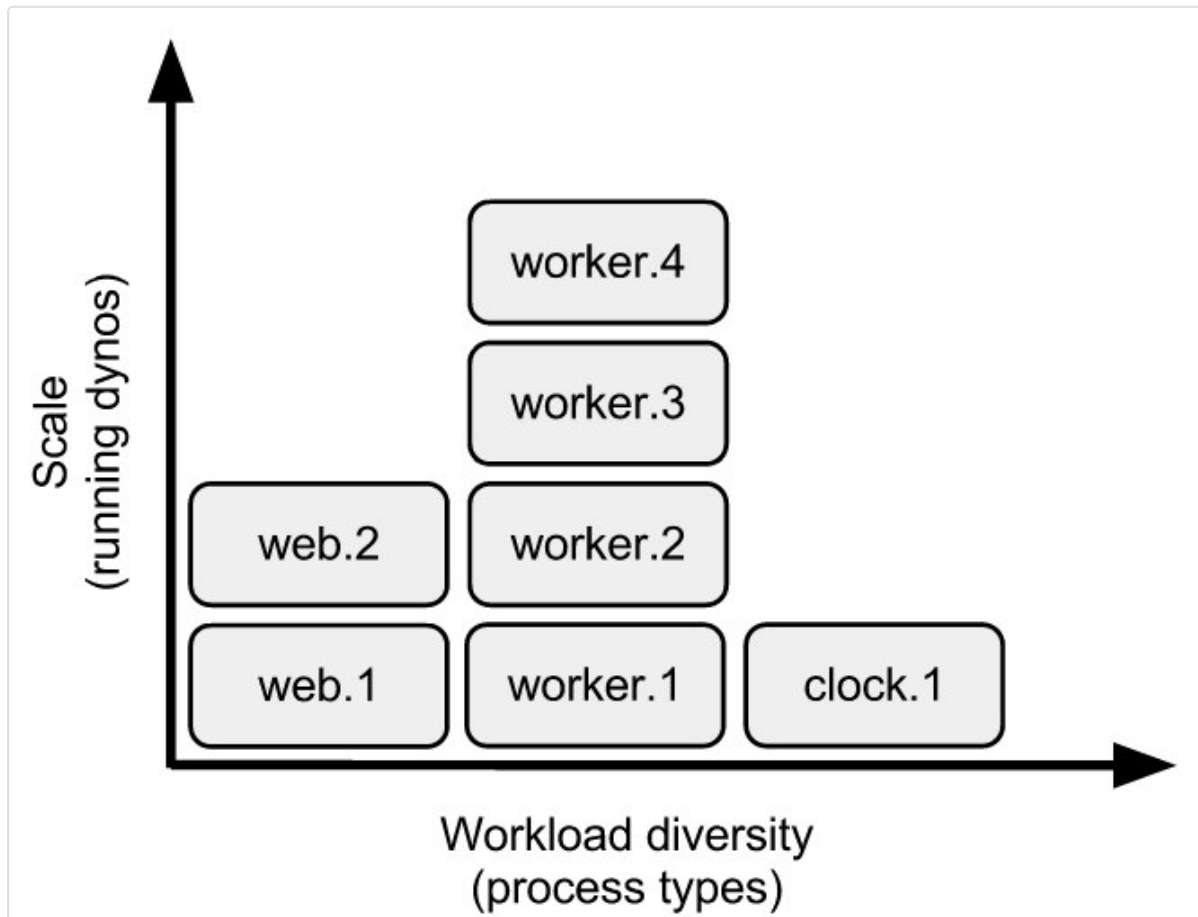 Scale
(running dynos)
worker.4
worker.3
web.2
worker.2
web.1
worker.1
clock.1
Workload diversity
(process types)